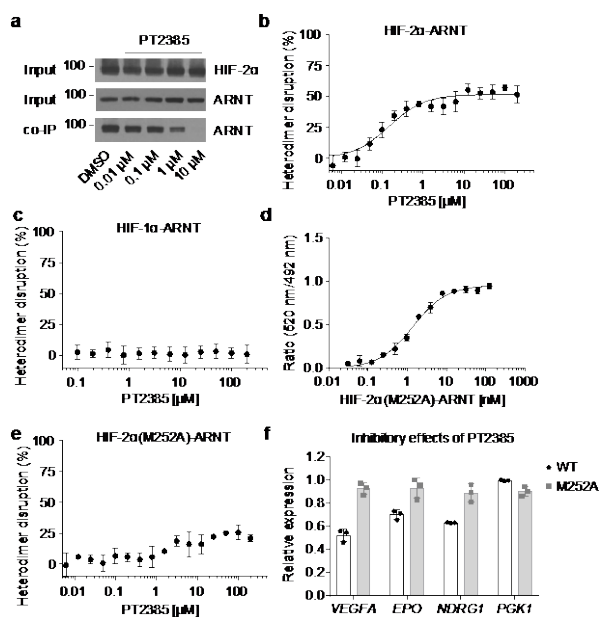 a
PT2385
Input 100 HIF-2α
Input 100 ARNT
co-IP 100 ARNT
DMSO 0.01 µM 0.1 µM 1 µM 10 µM
b
HIF-2α-ARNT
Heterodimer disruption (%)
100
75
50
25
0
0.01 0.1 1 10 100
PT2385 [µM]
c
HIF-1α-ARNT
Heterodimer disruption (%)
100
75
50
25
0
0.1 1 10 100
PT2385 [µM]
d
Ratio (520 nm/492 nm)
1.5
1.0
0.5
0.0
0.01 0.1 1 10 100 1000
HIF-2α(M252A)-ARNT [nM]
e
HIF-2α(M252A)-ARNT
Heterodimer disruption (%)
100
75
50
25
0
0.01 0.1 1 10 100
PT2385 [µM]
f
Inhibitory effects of PT2385
WT
M252A
Relative expression
1.2
1.0
0.8
0.6
0.4
0.2
0.0
VEGFA EPO NDRG1 PGK1